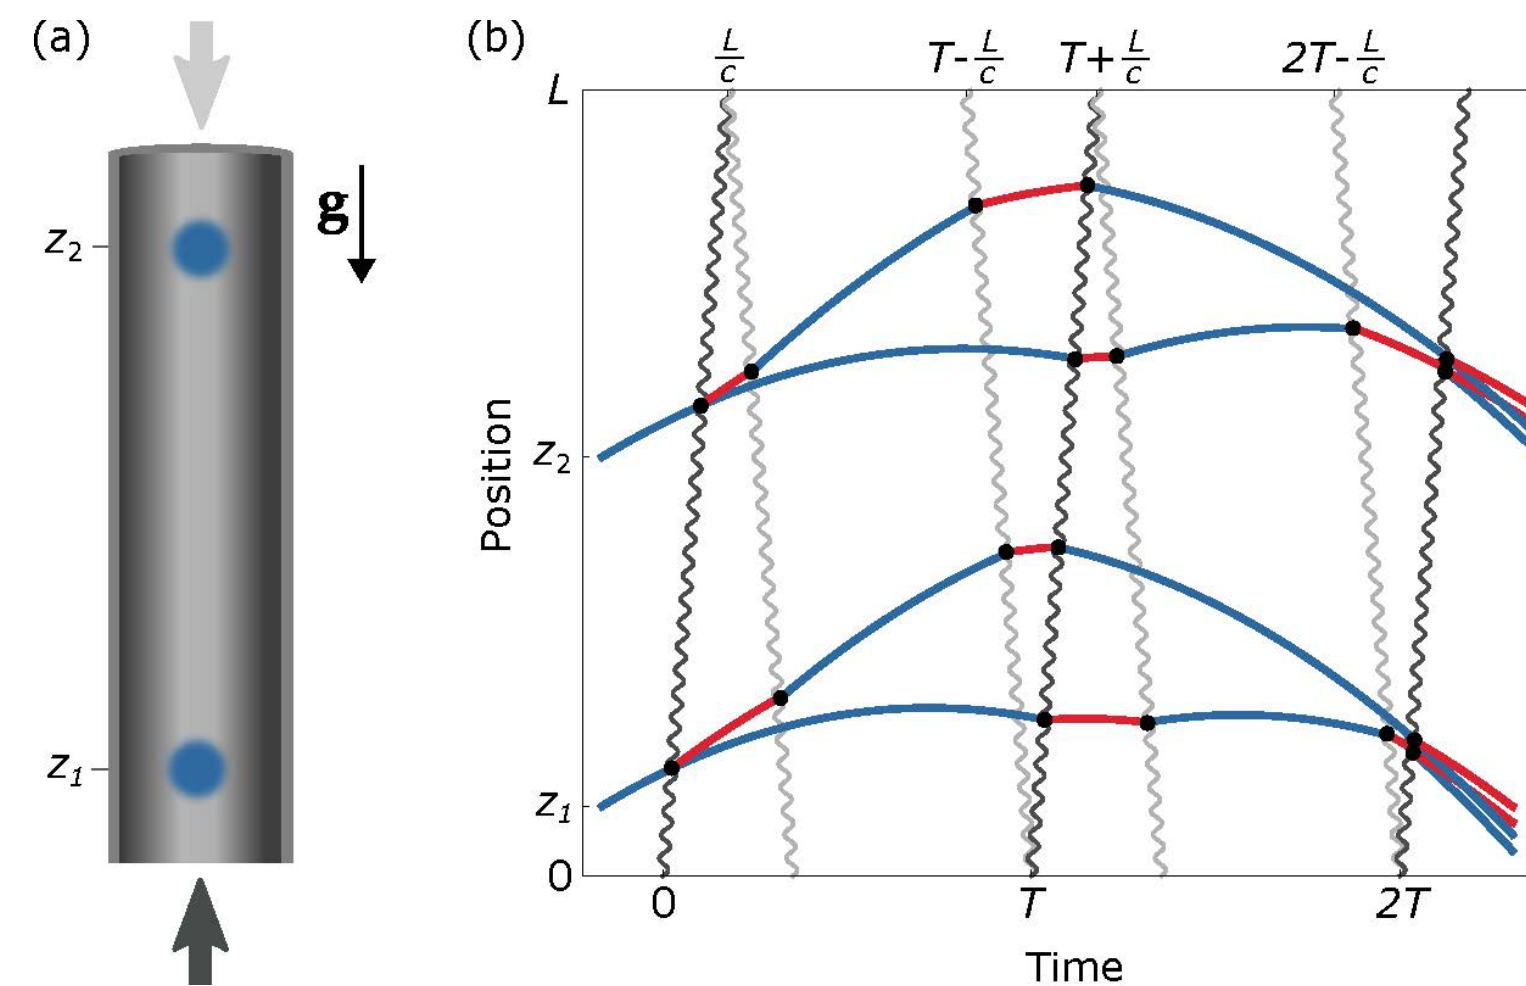 (a)
g
z2
z1
(b)
L/c
T-L/c
T+L/c
2T-L/c
L
Position
z2
z1
0
0
T
2T
Time